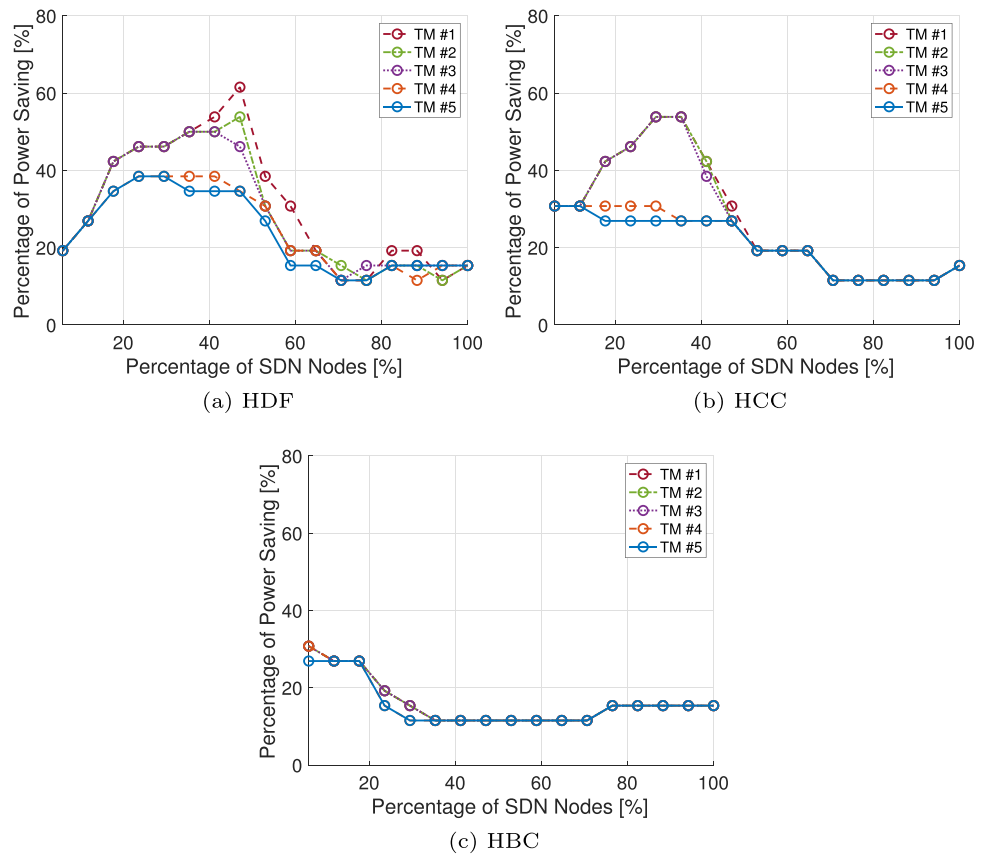 Percentage of Power Saving [%]
80
60
40
20
0
TM #1
TM #2
TM #3
TM #4
TM #5
20 40 60 80 100
Percentage of SDN Nodes [%]
(a) HDF
Percentage of Power Saving [%]
80
60
40
20
0
TM #1
TM #2
TM #3
TM #4
TM #5
20 40 60 80 100
Percentage of SDN Nodes [%]
(b) HCC
Percentage of Power Saving [%]
80
60
40
20
0
TM #1
TM #2
TM #3
TM #4
TM #5
20 40 60 80 100
Percentage of SDN Nodes [%]
(c) HBC